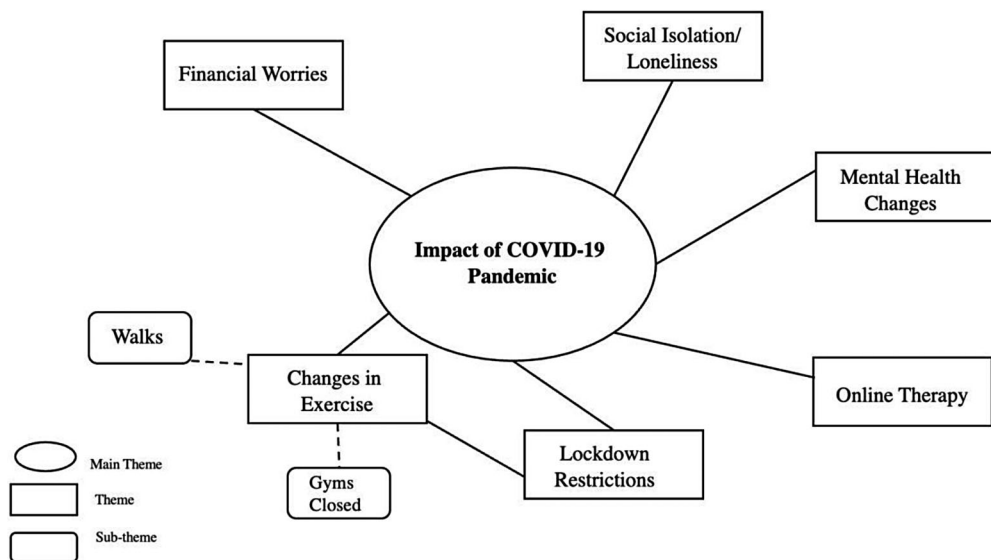 Financial Worries
Social Isolation/
Loneliness
Mental Health
Changes
Impact of COVID-19
Pandemic
Walks
Changes in
Exercise
Online Therapy
Lockdown
Restrictions
Gyms
Closed
Main Theme
Theme
Sub-theme